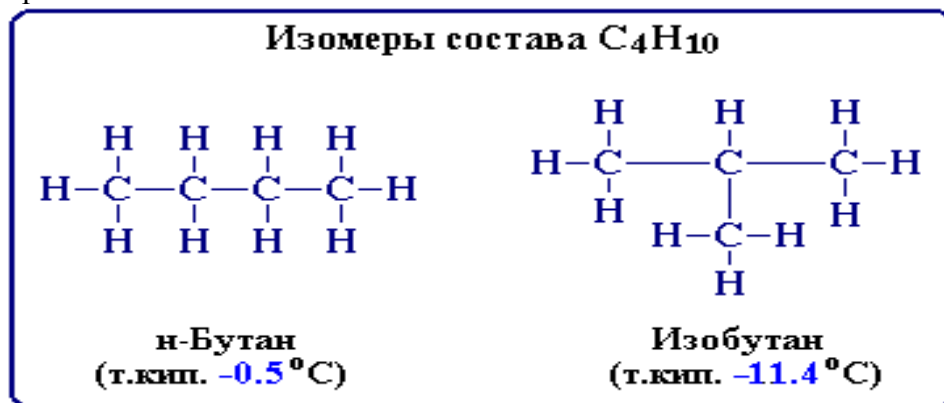 Изомеры состава C4H10
H H H H
H–C–C–C–C–H
H H H H
н-Бутан
(т.кип. -0.5 °C)
H H H
H–C–C–C–H
H H
H–C–H
H
Изобутан
(т.кип. -11.4 °C)